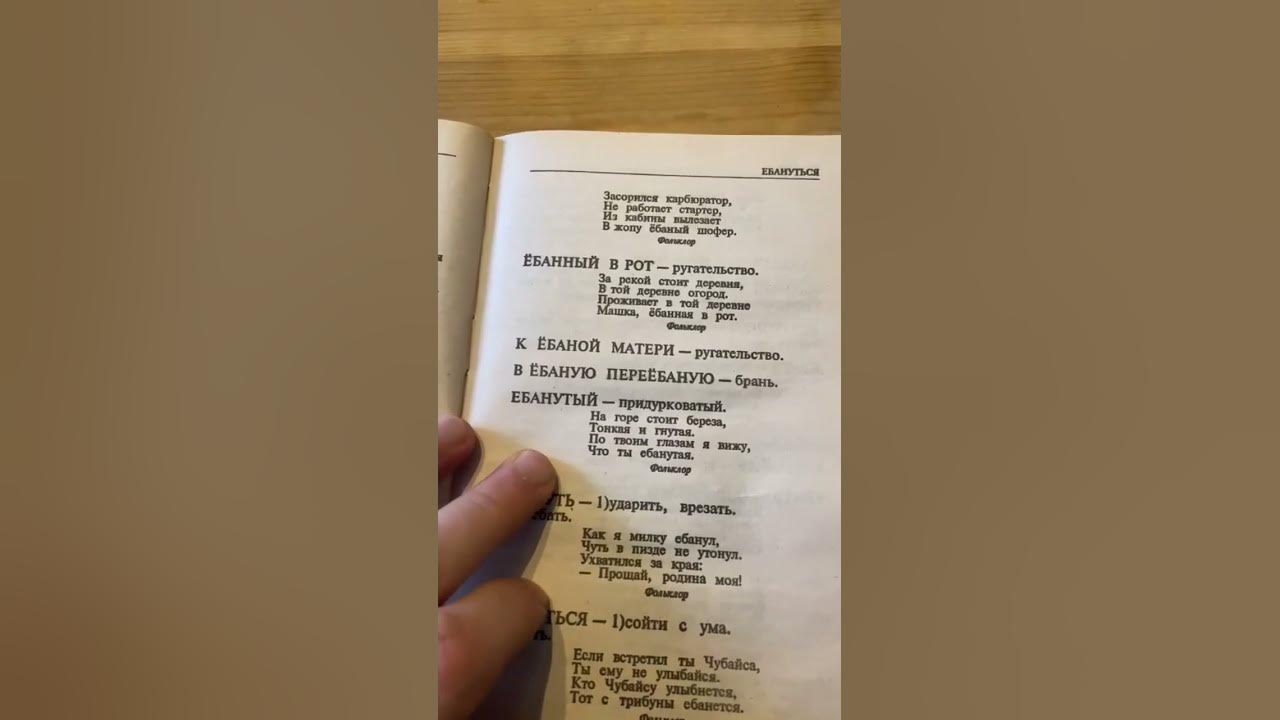 ЕБАНУТЬСЯ
Засорился карбюратор,
Не работает стартер,
Из кабины вылезает
В жопу ёбаный шофер.
Фольклор
ЁБАННЫЙ В РОТ — ругательство.
За рекой стоит деревня,
В той деревне огород.
Проживает в той деревне
Машка, ёбанная в рот.
Фольклор
К ЁБАНОЙ МАТЕРИ — ругательство.
В ЁБАНУЮ ПЕРЕЁБАНУЮ — брань.
ЕБАНУТЫЙ — придурковатый.
На горе стоит береза,
Тонкая и гнутая.
По твоим глазам я вижу,
Что ты ебанутая.
Фольклор
УТЬ — 1)ударить, врезать.
ебать.
Как я милку ебанул,
Чуть в пизде не утонул.
Ухватился за края:
— Прощай, родина моя!
Фольклор
ТЬСЯ — 1)сойти с ума.
Если встретил ты Чубайса,
Ты ему не улыбайся.
Кто Чубайсу улыбнется,
Тот с трибуны ебанется.
Фольклор